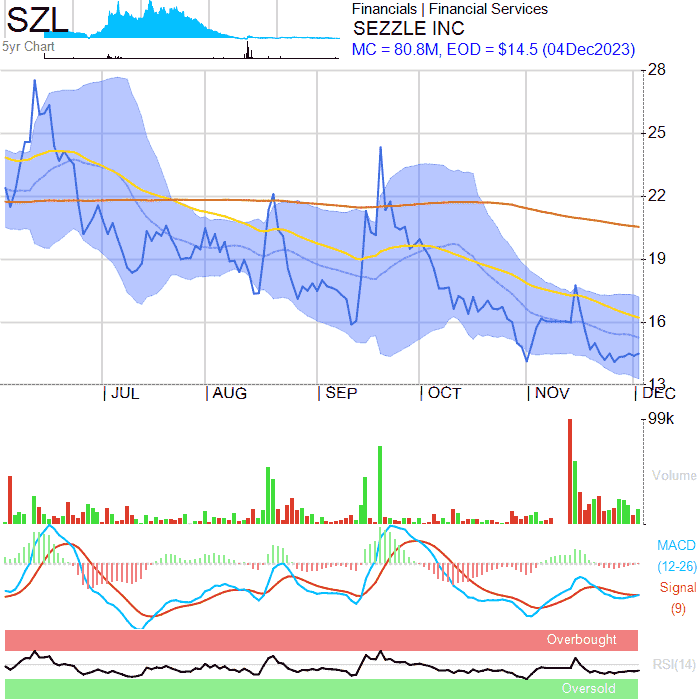 SZL
5yr Chart
Financials | Financial Services
SEZZLE INC
MC = 80.8M, EOD = $14.5 (04Dec2023)
28
25
22
19
16
13
JUL AUG SEP OCT NOV DEC
99k
Volume
MACD
(12-26)
Signal
(9)
Overbought
RSI(14)
Oversold